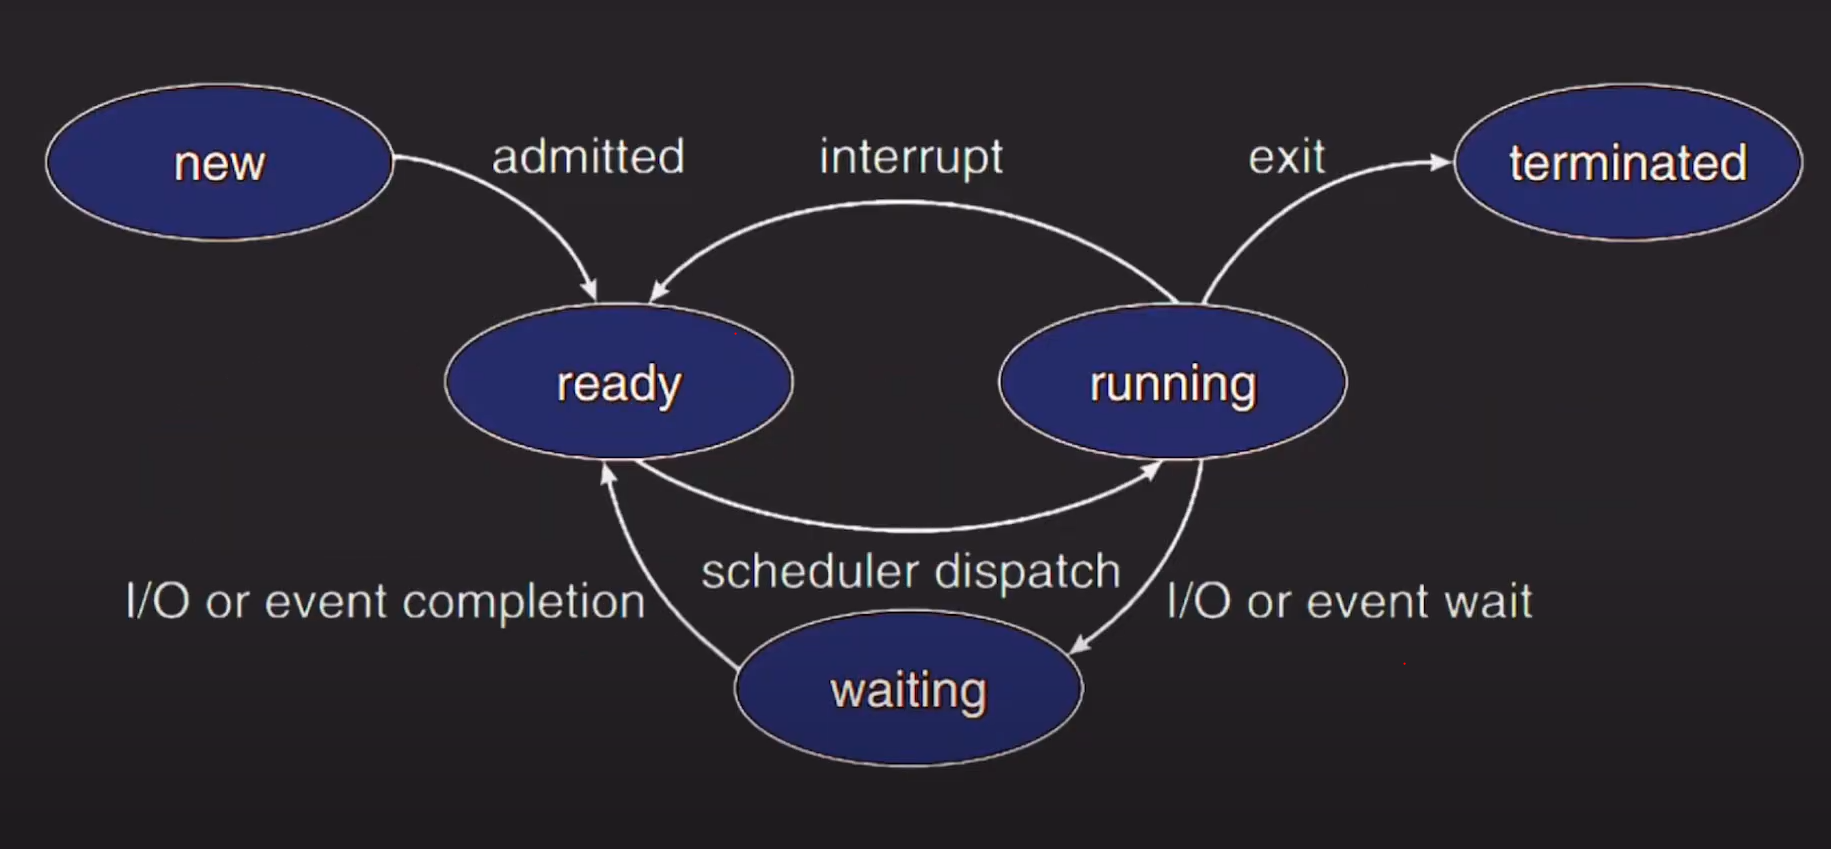 new
admitted
interrupt
exit
terminated
ready
running
scheduler dispatch
I/O or event completion
I/O or event wait
waiting